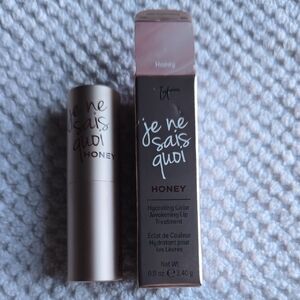 je ne
sais
quoi
HONEY
Honey
iT
je ne
sais
quoi
HONEY
Hydrating Color
Awakening Lip
Treatment
Éclat de Couleur
Hydratant pour
les Lèvres
Net Wt.